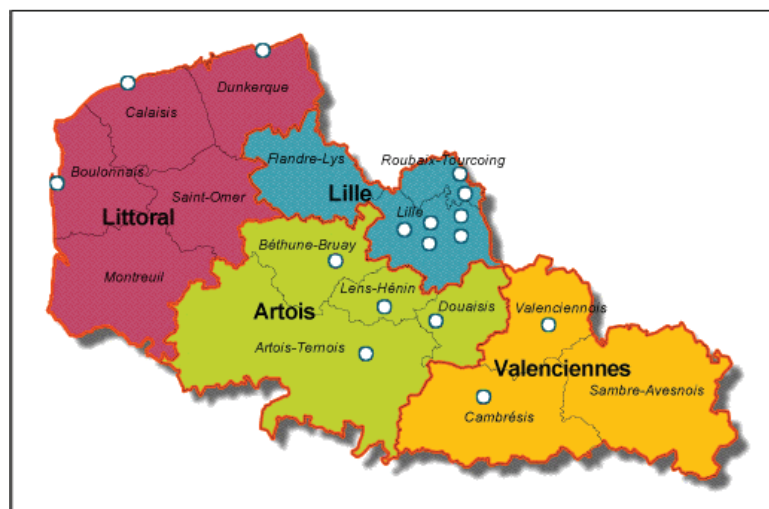 Dunkerque
Calaisis
Flandre-Lys
Roubaix-Tourcoing
Boulonnais
Saint-Omer
Lille
Lille
Littoral
Béthune-Bruay
Montreuil
Lens-Hénin
Artois
Douaisis
Valenciennois
Artois-Ternois
Valenciennes
Sambre-Avesnois
Cambrésis